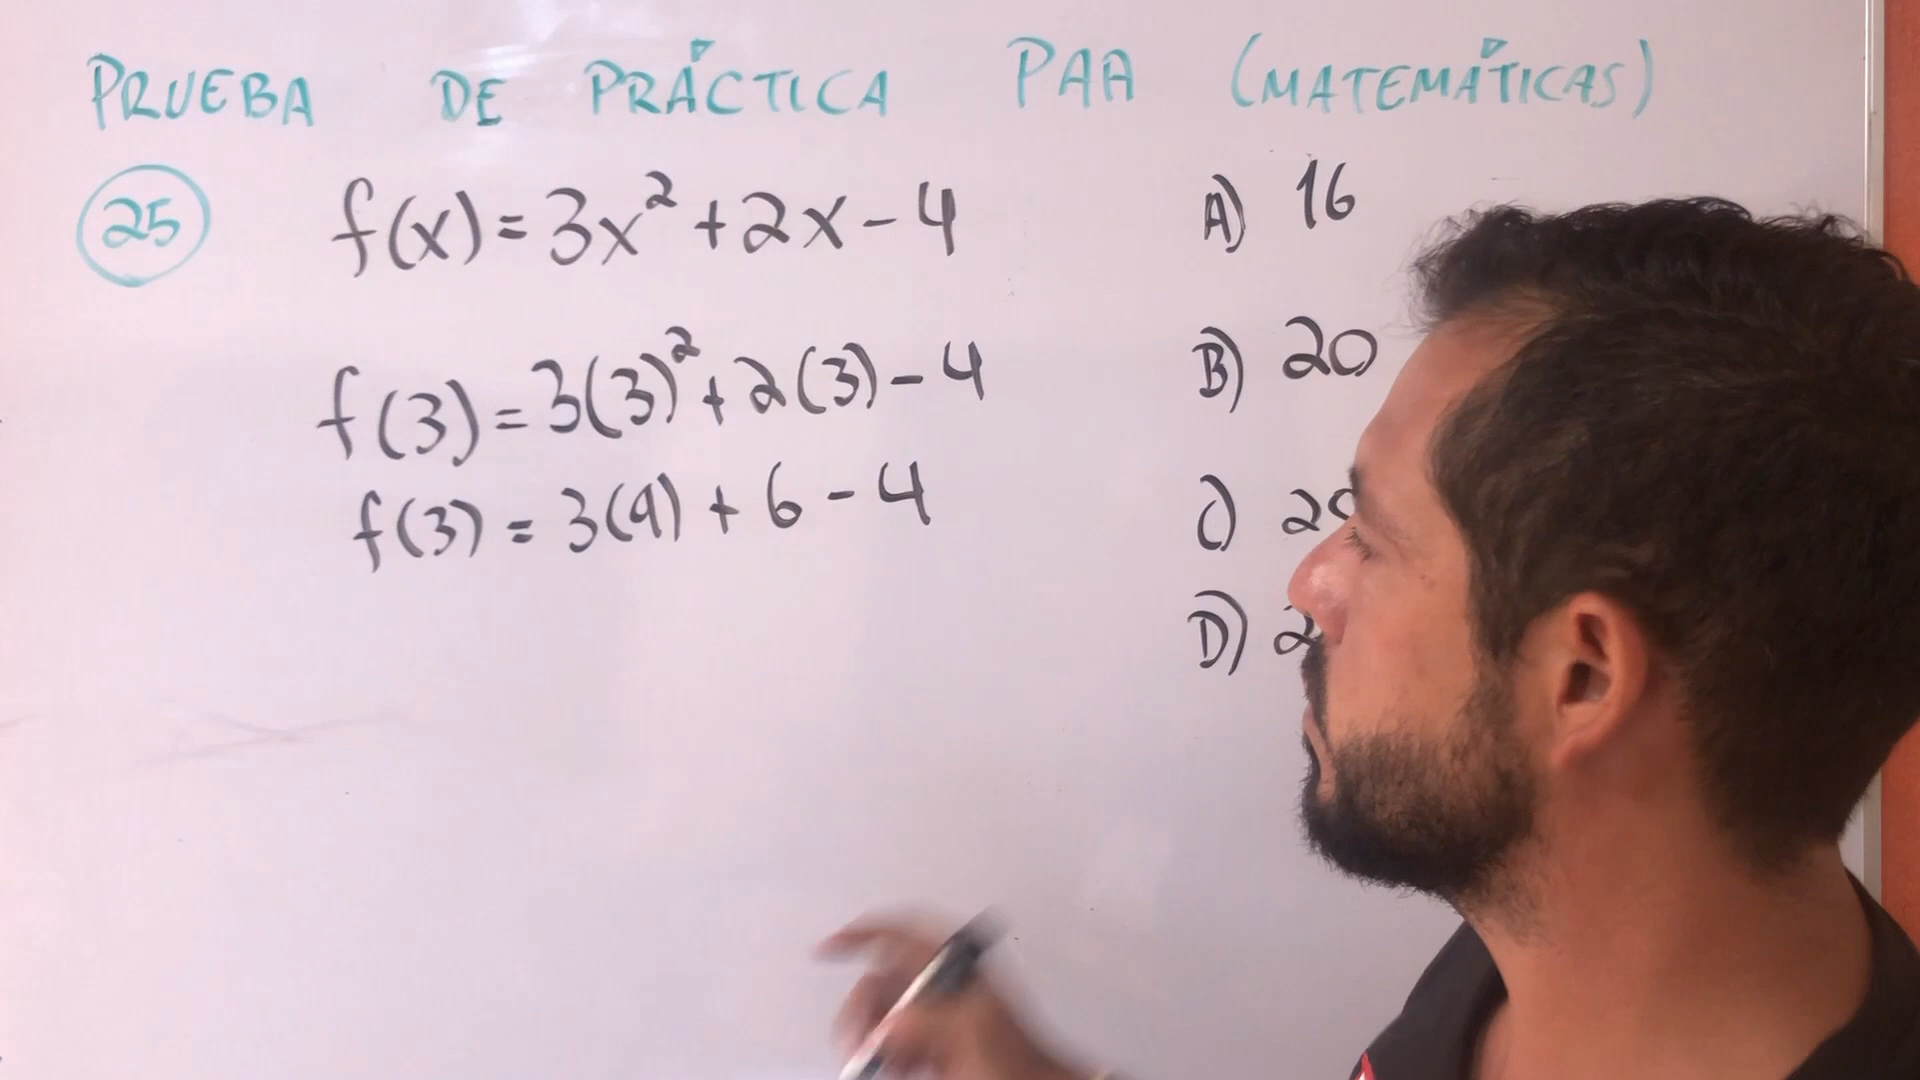 PRUEBA DE PRÁCTICA PAA (MATEMÁTICAS)
25 f(x) = 3x² + 2x - 4
f(3) = 3(3)² + 2(3) - 4
f(3) = 3(9) + 6 - 4
A) 16
B) 20
C)
D)